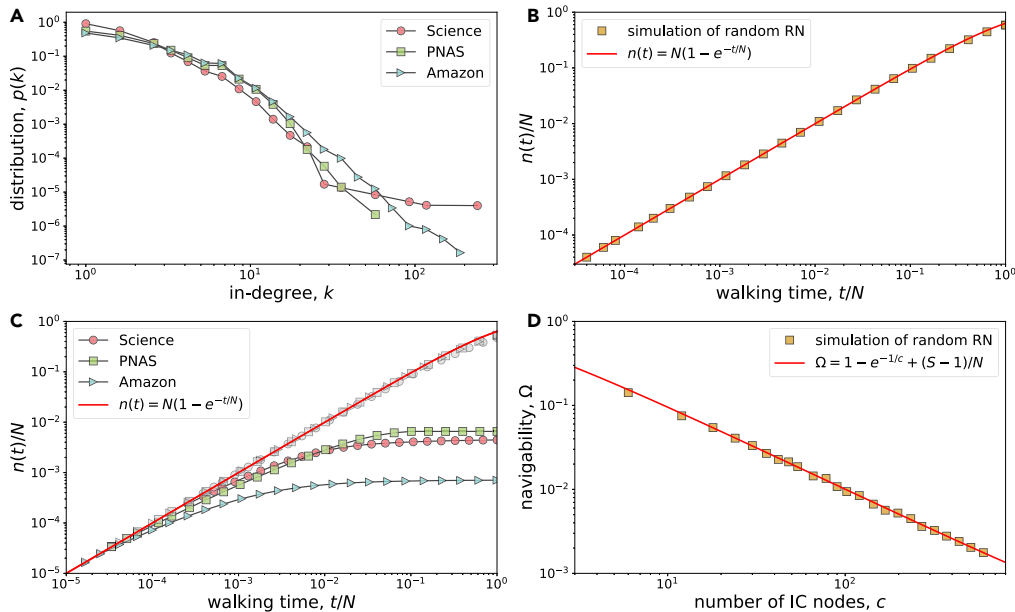 A
10^0
10^-1
10^-2
10^-3
10^-4
10^-5
10^-6
10^-7
distribution, p(k)
Science
PNAS
Amazon
10^0
10^1
10^2
in-degree, k
B
10^0
10^-1
10^-2
10^-3
10^-4
n(t)/N
simulation of random RN
n(t) = N(1 − e^{−t/N})
10^-4
10^-3
10^-2
10^-1
10^0
walking time, t/N
C
10^0
10^-1
10^-2
10^-3
10^-4
10^-5
n(t)/N
Science
PNAS
Amazon
n(t) = N(1 − e^{−t/N})
10^-5
10^-4
10^-3
10^-2
10^-1
10^0
walking time, t/N
D
10^0
10^-1
10^-2
10^-3
navigability, Ω
simulation of random RN
Ω = 1 − e^{−1/c} + (S − 1)/N
10^1
10^2
number of IC nodes, c